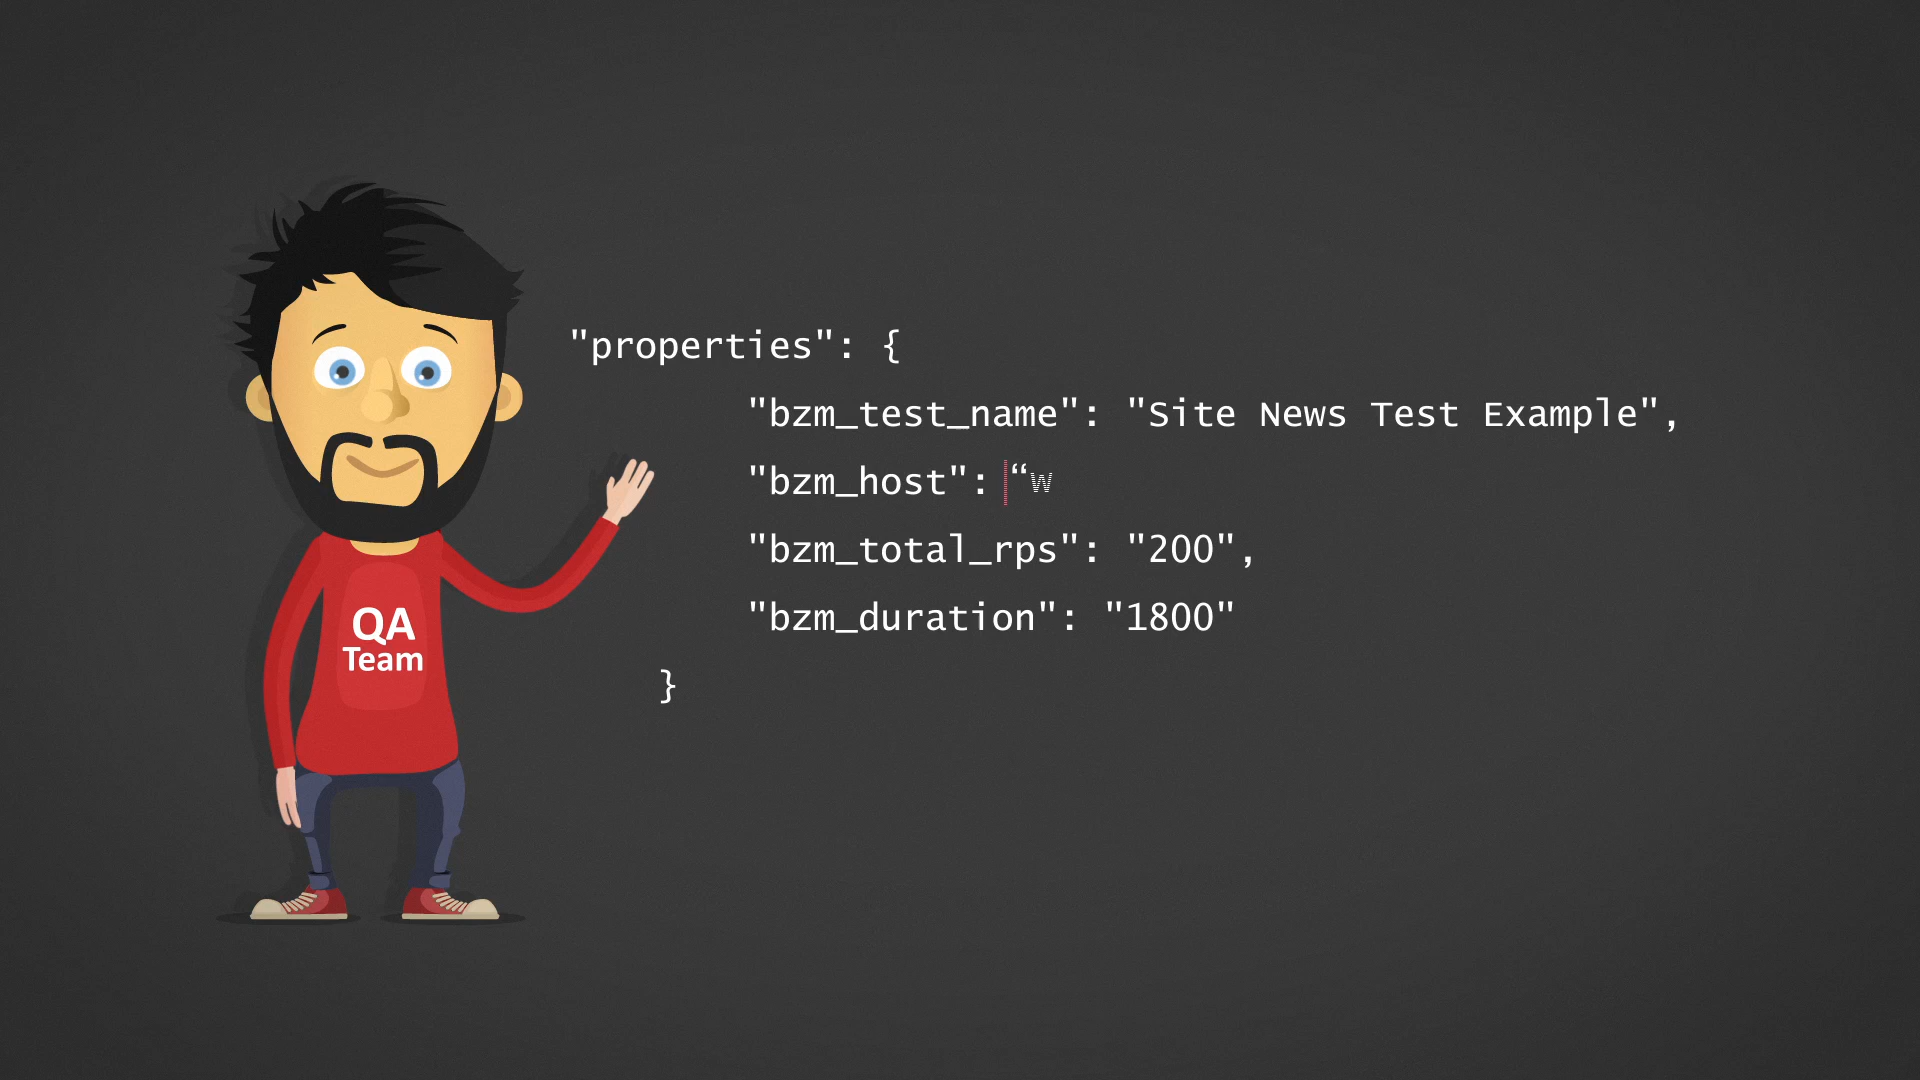 "properties": {
"bzm_test_name": "Site News Test Example",
"bzm_host": “w
"bzm_total_rps": "200",
"bzm_duration": "1800"
}
QA
Team